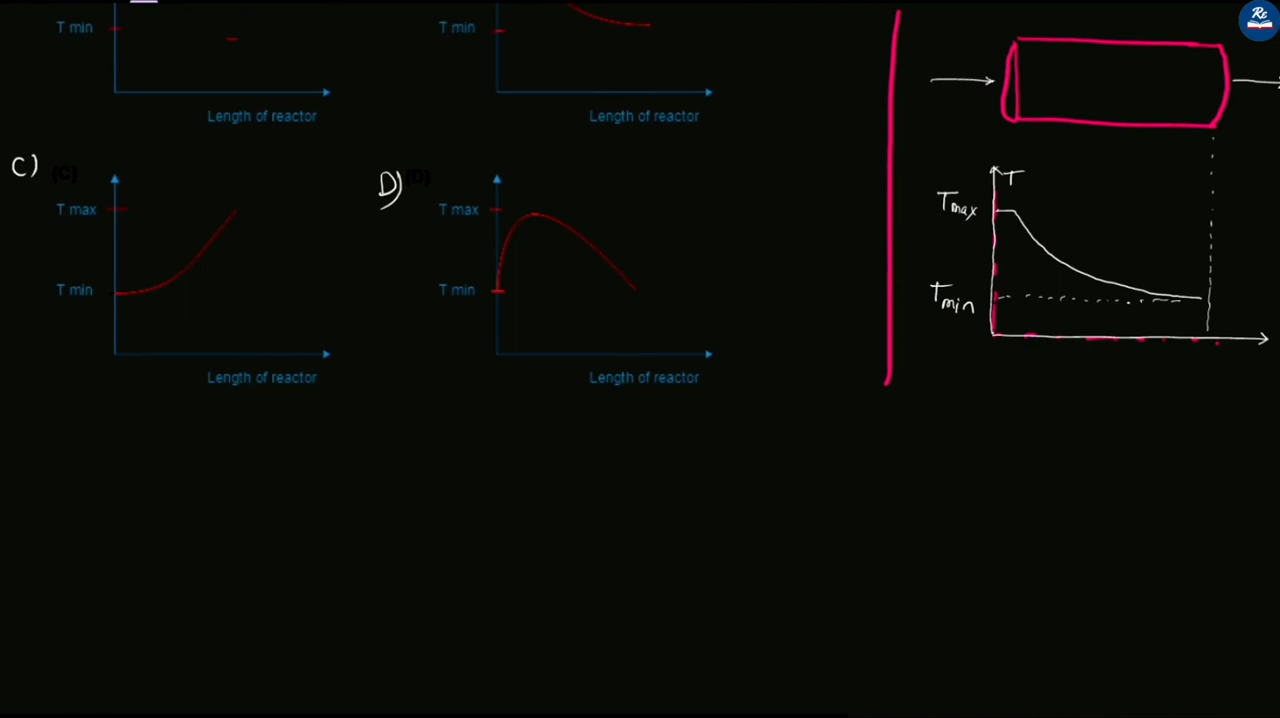 T min
Length of reactor
T min
Length of reactor
C) (C)
T max
T min
Length of reactor
D) (D)
T max
T min
Length of reactor
Re
T
Tmax
Tmin